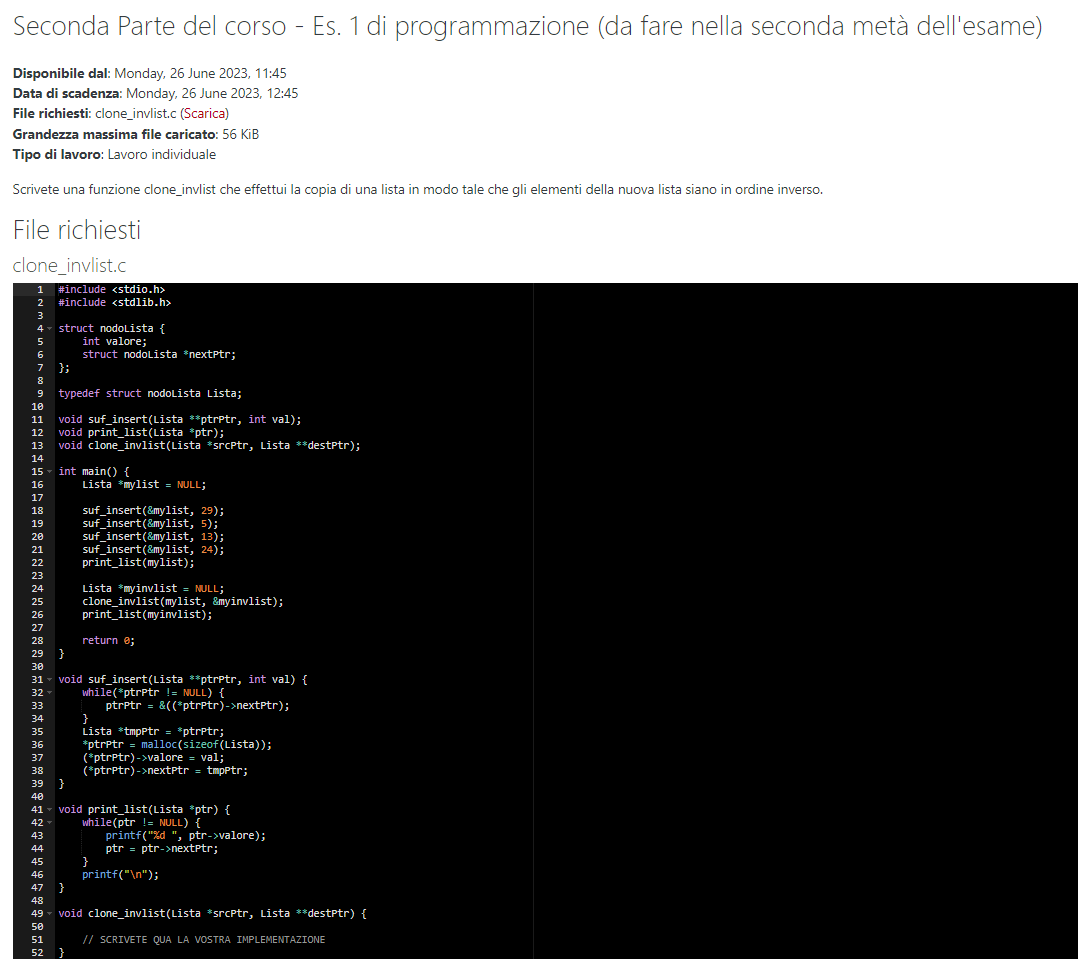 Seconda Parte del corso - Es. 1 di programmazione (da fare nella seconda metà dell'esame)
Disponibile dal: Monday, 26 June 2023, 11:45
Data di scadenza: Monday, 26 June 2023, 12:45
File richiesti: clone_invlist.c (Scarica)
Grandezza massima file caricato: 56 KiB
Tipo di lavoro: Lavoro individuale
Scrivete una funzione clone_invlist che effettui la copia di una lista in modo tale che gli elementi della nuova lista siano in ordine inverso.
File richiesti
clone_invlist.c
1 #include <stdio.h>
2 #include <stdlib.h>
3
4 struct nodoLista {
5     int valore;
6     struct nodoLista *nextPtr;
7 };
8
9 typedef struct nodoLista Lista;
10
11 void suf_insert(Lista **ptrPtr, int val);
12 void print_list(Lista *ptr);
13 void clone_invlist(Lista *srcPtr, Lista **destPtr);
14
15 int main() {
16     Lista *mylist = NULL;
17
18     suf_insert(&mylist, 29);
19     suf_insert(&mylist, 5);
20     suf_insert(&mylist, 13);
21     suf_insert(&mylist, 24);
22     print_list(mylist);
23
24     Lista *myinvlist = NULL;
25     clone_invlist(mylist, &myinvlist);
26     print_list(myinvlist);
27
28     return 0;
29 }
30
31 void suf_insert(Lista **ptrPtr, int val) {
32     while(*ptrPtr != NULL) {
33         ptrPtr = &((*ptrPtr)->nextPtr);
34     }
35     Lista *tmpPtr = *ptrPtr;
36     *ptrPtr = malloc(sizeof(Lista));
37     (*ptrPtr)->valore = val;
38     (*ptrPtr)->nextPtr = tmpPtr;
39 }
40
41 void print_list(Lista *ptr) {
42     while(ptr != NULL) {
43         printf("%d ", ptr->valore);
44         ptr = ptr->nextPtr;
45     }
46     printf("\n");
47 }
48
49 void clone_invlist(Lista *srcPtr, Lista **destPtr) {
50
51     // SCRIVETE QUA LA VOSTRA IMPLEMENTAZIONE
52 }